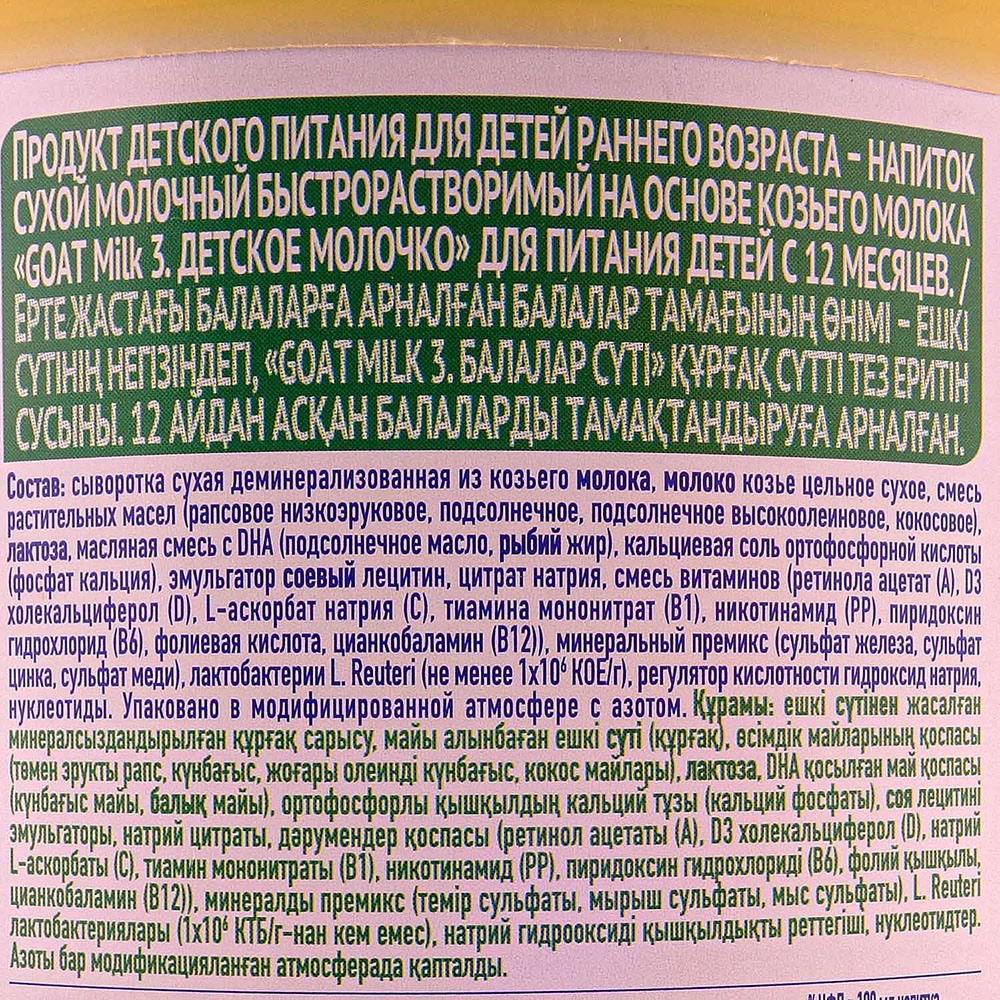 ПРОДУКТ ДЕТСКОГО ПИТАНИЯ ДЛЯ ДЕТЕЙ РАННЕГО ВОЗРАСТА – НАПИТОК
СУХОЙ МОЛОЧНЫЙ БЫСТРОРАСТВОРИМЫЙ НА ОСНОВЕ КОЗЬЕГО МОЛОКА
«GOAT Milk 3. ДЕТСКОЕ МОЛОЧКО» ДЛЯ ПИТАНИЯ ДЕТЕЙ С 12 МЕСЯЦЕВ. /
ЕРТЕ ЖАСТАҒЫ БАЛАЛАРҒА АРНАЛҒАН БАЛАЛАР ТАМАҒЫНЫҢ ӨНІМІ – ЕШКІ
СҮТІНІҢ НЕГІЗІНДЕГІ, «GOAT MILK 3. БАЛАЛАР СҮТІ» ҚҰРҒАҚ СҮТТІ ТЕЗ ЕРИТІН
СУСЫНЫ. 12 АЙДАН АСҚАН БАЛАЛАРДЫ ТАМАҚТАНДЫРУҒА АРНАЛҒАН.
Состав: сыворотка сухая деминерализованная из козьего молока, молоко козье цельное сухое, смесь
растительных масел (рапсовое низкоэруковое, подсолнечное, подсолнечное высокоолеиновое, кокосовое),
лактоза, масляная смесь с DHA (подсолнечное масло, рыбий жир), кальциевая соль ортофосфорной кислоты
(фосфат кальция), эмульгатор соевый лецитин, цитрат натрия, смесь витаминов (ретинола ацетат (А), D3
холекальциферол (D), L-аскорбат натрия (С), тиамина мононитрат (В1), никотинамид (РР), пиридоксин
гидрохлорид (В6), фолиевая кислота, цианкобаламин (В12)), минеральный премикс (сульфат железа, сульфат
цинка, сульфат меди), лактобактерии L. Reuteri (не менее 1х10⁶ КОЕ/г), регулятор кислотности гидроксид натрия,
нуклеотиды. Упаковано в модифицированной атмосфере с азотом. Құрамы: ешкі сүтінен жасалған
минералсыздандырылған құрғақ сарысу, майы алынбаған ешкі сүті (құрғақ), өсімдік майларының қоспасы
(төмен эрукты рапс, күнбағыс, жоғары олеинді күнбағыс, кокос майлары), лактоза, DHA қосылған май қоспасы
(күнбағыс майы, балық майы), ортофосфорлы қышқылдың кальций тұзы (кальций фосфаты), соя лецитині
эмульгаторы, натрий цитраты, дәрумендер қоспасы (ретинол ацетаты (А), D3 холекальциферол (D), натрий
L-аскорбаты (С), тиамин мононитраты (В1), никотинамид (РР), пиридоксин гидрохлориді (В6), фолий қышқылы,
цианкобаламин (В12)), минералды премикс (темір сульфаты, мырыш сульфаты, мыс сульфаты), L. Reuteri
лактобактериялары (1х10⁶ КТБ/г-нан кем емес), натрий гидрооксиді қышқылдықты реттегіші, нуклеотидтер.
Азоты бар модификацияланған атмосферада қапталды.